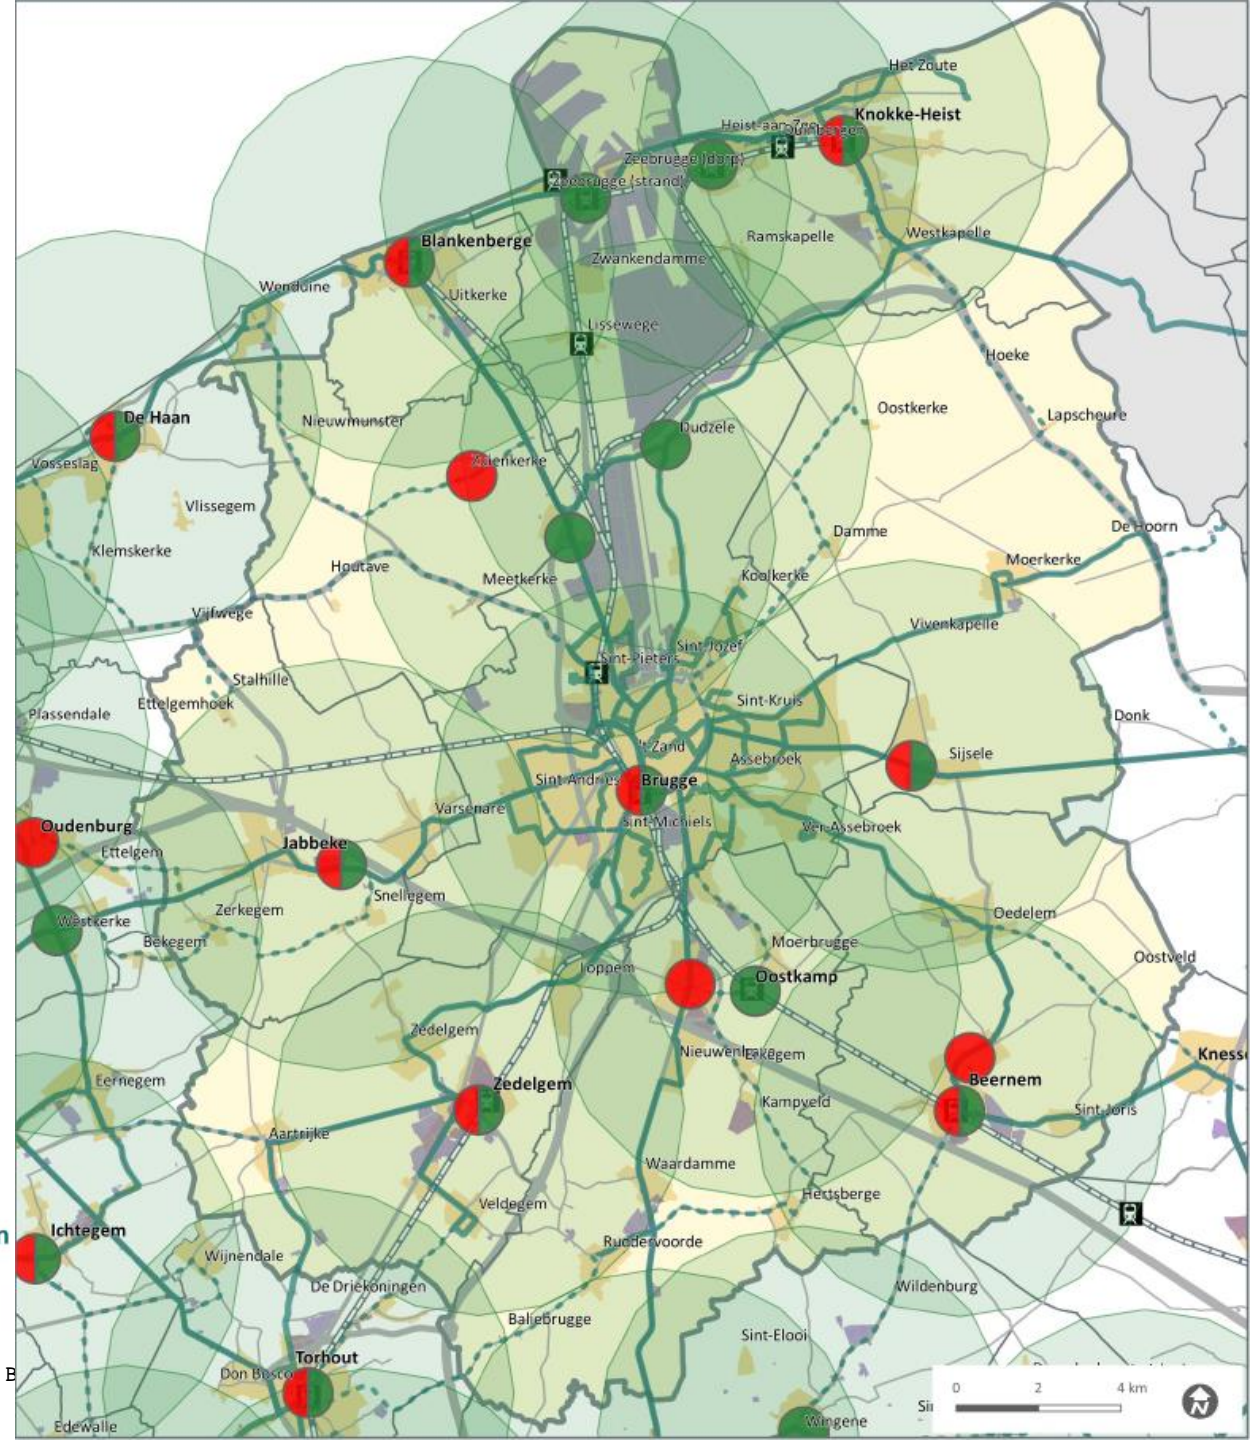 Het Zoute
Knokke-Heist
Heist-aan-Zee
Duinbergen
Zeebrugge (dorp)
Zeebrugge (strand)
Westkapelle
Ramskapelle
Blankenberge
Zwankendamme
Wenduine
Uitkerke
Lissewege
Hoeke
Oostkerke
Lapscheure
De Haan
Nieuwmunster
Dudzele
Vosseslag
Zuienkerke
Vlissegem
Damme
De Hoorn
Klemskerke
Moerkerke
Houtave
Meetkerke
Koolkerke
Vijfwege
Vivenkapelle
Sint-Jozef
Sint-Pieters
Stalhille
Ettelgemhoek
Sint-Kruis
Plassendale
Donk
't Zand
Sijsele
Assebroek
Sint-Andries
Brugge
Varsenare
Sint-Michiels
Oudenburg
Ver-Assebroek
Jabbeke
Ettelgem
Snellegem
Zerkegem
Oedelem
Westkerke
Bekegem
Moerbrugge
Oostveld
Loppem
Oostkamp
Zedelgem
Erkegem
Knesse
Eernegem
Zedelgem
Beernem
Kampveld
Sint-Joris
Aartrijke
Waardamme
Hertsberge
Veldegem
Ichtegem
n
Ruddervoorde
Wijnendale
De Driekoningen
Wildenburg
Baliebrugge
Sint-Elooi
Torhout
B
Don Bosco
0 2 4 km
Sin
N
Wingene
Edewalle